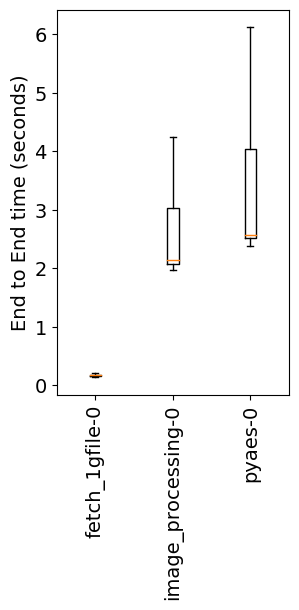 End to End time (seconds)
6
5
4
3
2
1
0
fetch_1gfile-0
image_processing-0
pyaes-0